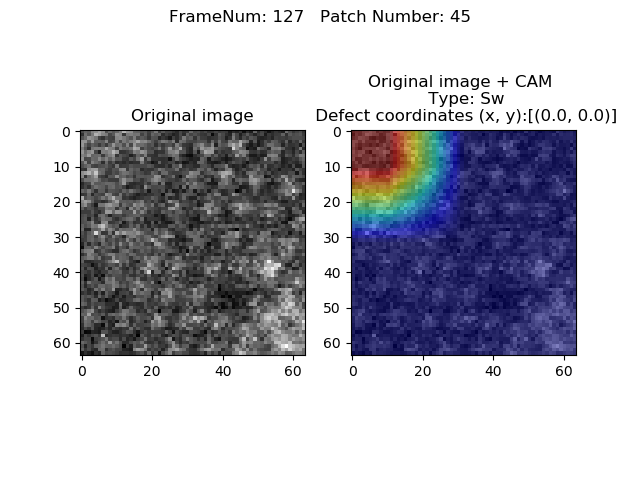 FrameNum: 127   Patch Number: 45
Original image
Original image + CAM
Type: Sw
Defect coordinates (x, y):[(0.0, 0.0)]
0
10
20
30
40
50
60
0 20 40 60
0
10
20
30
40
50
60
0 20 40 60